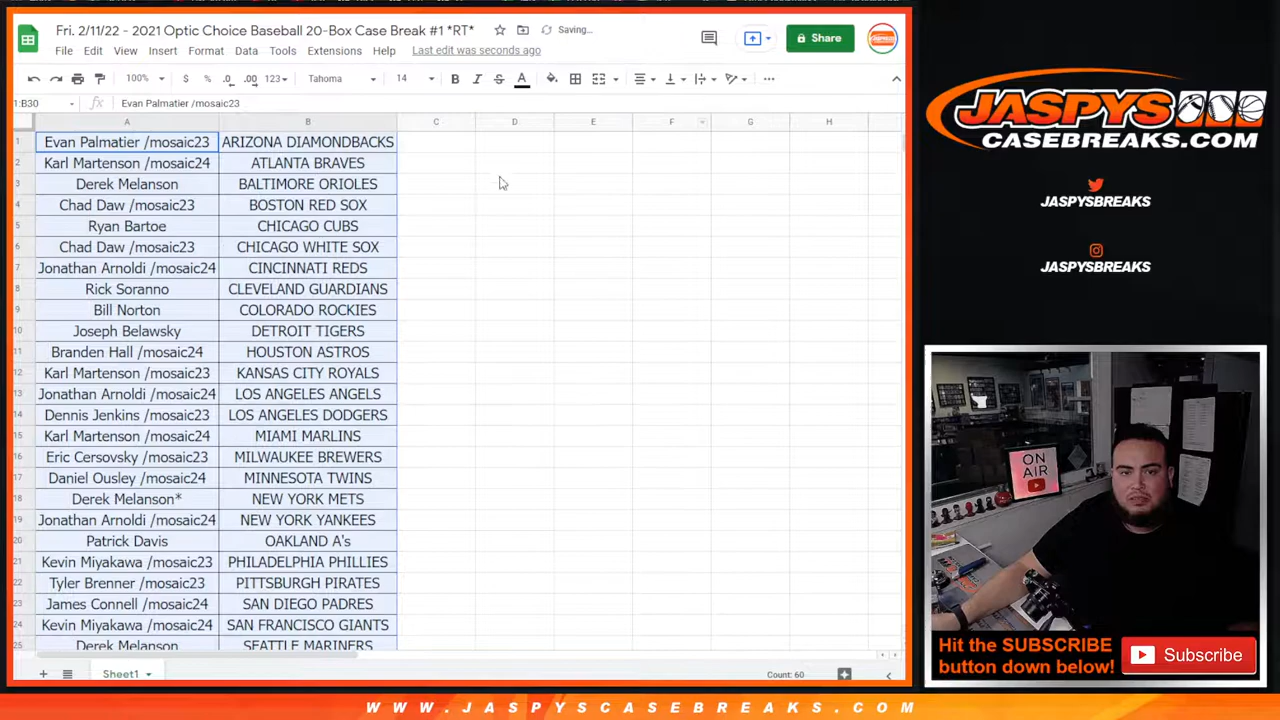 Fri. 2/11/22 - 2021 Optic Choice Baseball 20-Box Case Break #1 *RT*
Saving...
Share
File Edit View Insert Format Data Tools Extensions Help Last edit was seconds ago
100% $ % .0 .00 123 Tahoma 14 B I S A
1:B30 fx Evan Palmatier /mosaic23
A B C D E F G H
1 Evan Palmatier /mosaic23 ARIZONA DIAMONDBACKS
2 Karl Martenson /mosaic24 ATLANTA BRAVES
3 Derek Melanson BALTIMORE ORIOLES
4 Chad Daw /mosaic23 BOSTON RED SOX
5 Ryan Bartoe CHICAGO CUBS
6 Chad Daw /mosaic23 CHICAGO WHITE SOX
7 Jonathan Arnoldi /mosaic24 CINCINNATI REDS
8 Rick Soranno CLEVELAND GUARDIANS
9 Bill Norton COLORADO ROCKIES
10 Joseph Belawsky DETROIT TIGERS
11 Branden Hall /mosaic24 HOUSTON ASTROS
12 Karl Martenson /mosaic23 KANSAS CITY ROYALS
13 Jonathan Arnoldi /mosaic24 LOS ANGELES ANGELS
14 Dennis Jenkins /mosaic23 LOS ANGELES DODGERS
15 Karl Martenson /mosaic24 MIAMI MARLINS
16 Eric Cersovsky /mosaic23 MILWAUKEE BREWERS
17 Daniel Ousley /mosaic24 MINNESOTA TWINS
18 Derek Melanson* NEW YORK METS
19 Jonathan Arnoldi /mosaic24 NEW YORK YANKEES
20 Patrick Davis OAKLAND A's
21 Kevin Miyakawa /mosaic23 PHILADELPHIA PHILLIES
22 Tyler Brenner /mosaic23 PITTSBURGH PIRATES
23 James Connell /mosaic24 SAN DIEGO PADRES
24 Kevin Miyakawa /mosaic24 SAN FRANCISCO GIANTS
25 Derek Melanson SEATTLE MARINERS
Sheet1
Count: 60
JASPYS
CASEBREAKS.COM
JASPYSBREAKS
JASPYSBREAKS
ON
AIR
Hit the SUBSCRIBE
button down below!
Subscribe
WWW.JASPYSCASEBREAKS.COM